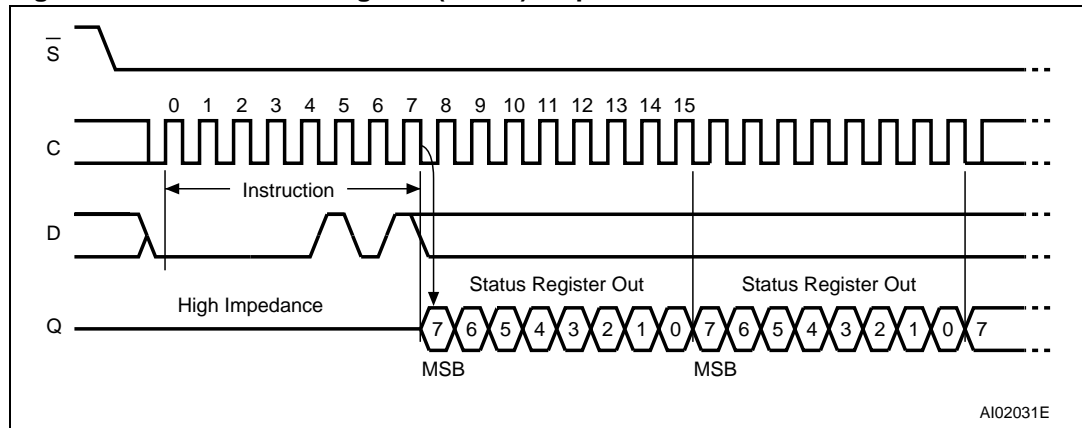 S
0 1 2 3 4 5 6 7 8 9 10 11 12 13 14 15
C
Instruction
D
Status Register Out Status Register Out
High Impedance
Q 7 6 5 4 3 2 1 0 7 6 5 4 3 2 1 0 7
MSB MSB
AI02031E